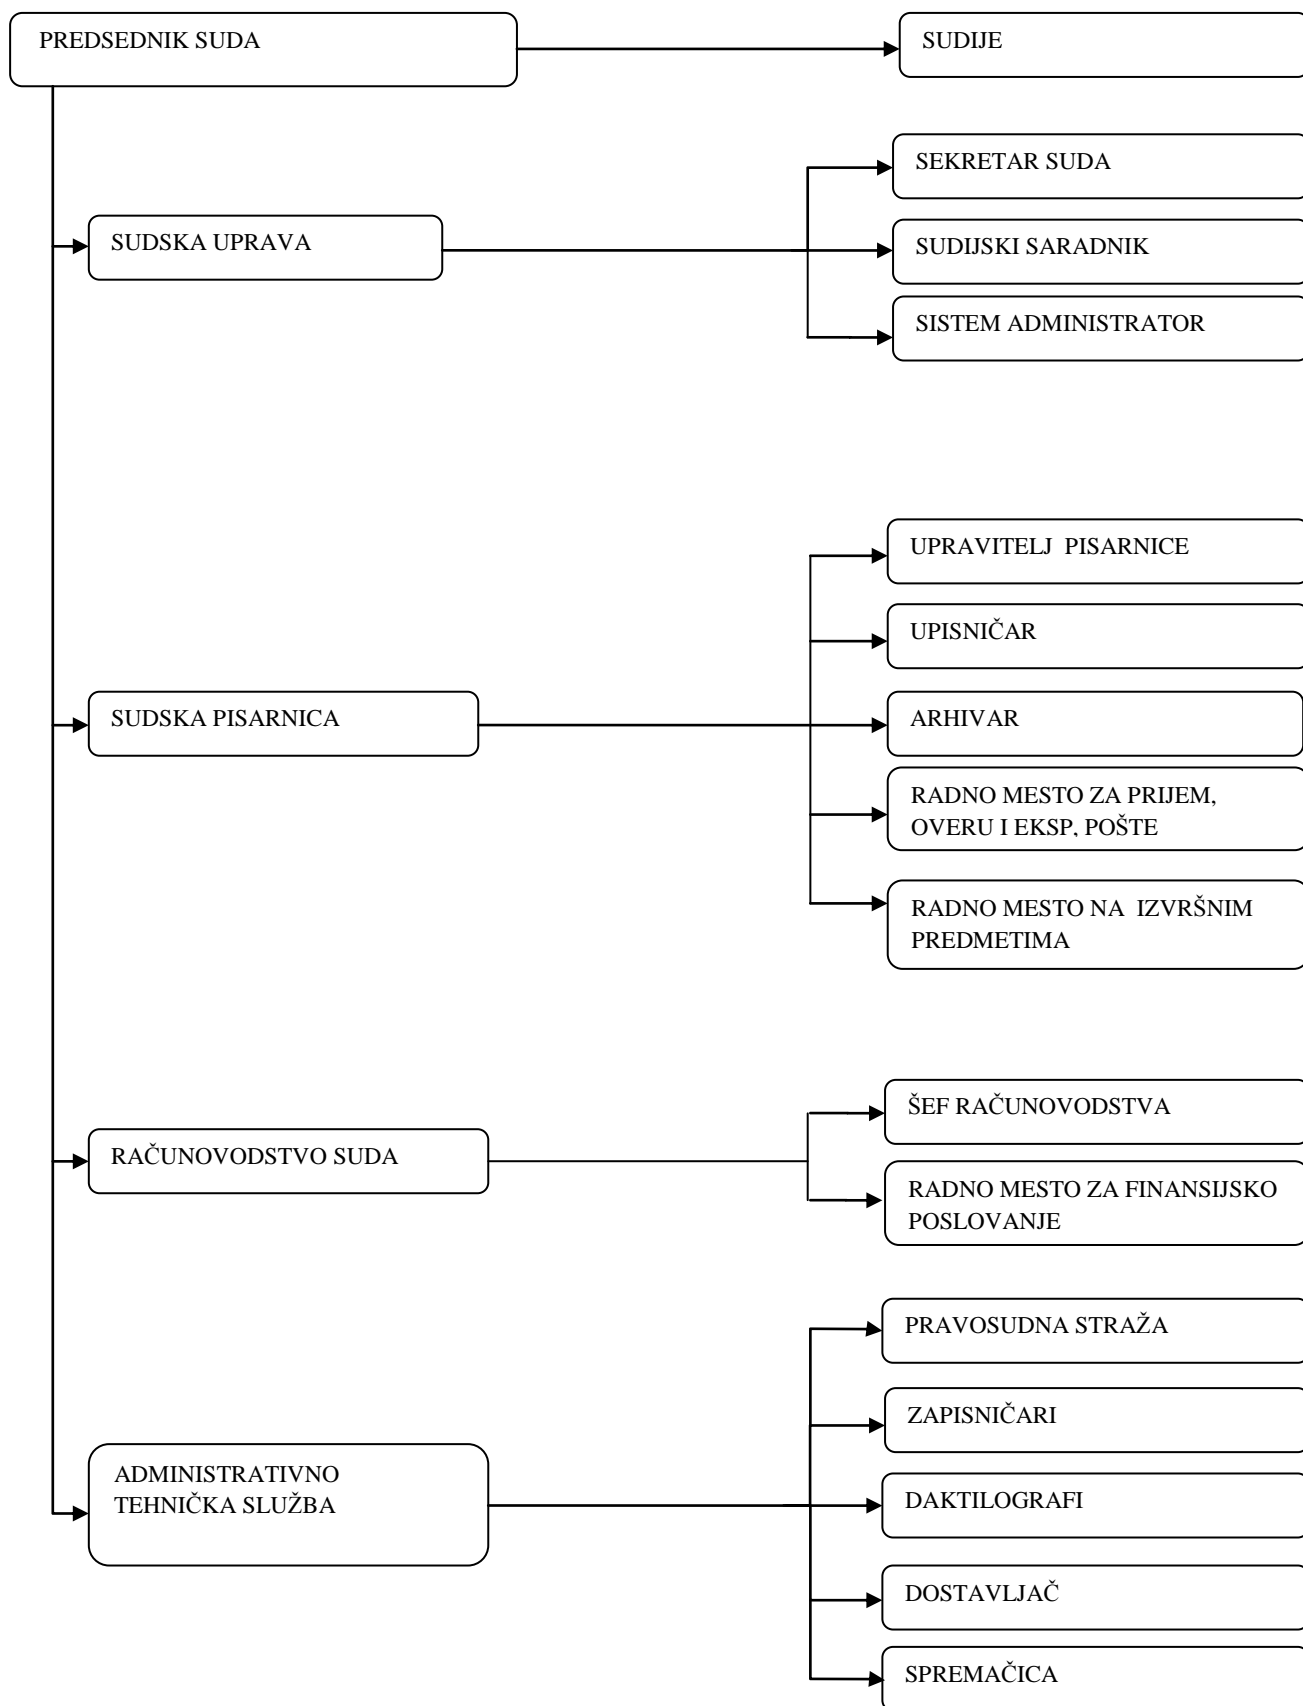 PREDSEDNIK SUDA
SUDIJE
SUDSKA UPRAVA
SEKRETAR SUDA
SUDIJSKI SARADNIK
SISTEM ADMINISTRATOR
SUDSKA PISARNICA
UPRAVITELJ PISARNICE
UPISNIČAR
ARHIVAR
RADNO MESTO ZA PRIJEM,
OVERU I EKSP, POŠTE
RADNO MESTO NA IZVRŠNIM
PREDMETIMA
RAČUNOVODSTVO SUDA
ŠEF RAČUNOVODSTVA
RADNO MESTO ZA FINANSIJSKO
POSLOVANJE
ADMINISTRATIVNO
TEHNIČKA SLUŽBA
PRAVOSUDNA STRAŽA
ZAPISNIČARI
DAKTILOGRAFI
DOSTAVLJAČ
SPREMAČICA